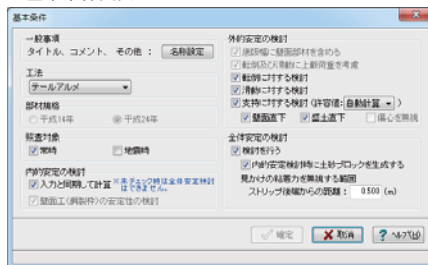 基本条件
一般事項
タイトル、コメント、その他：
名称設定
工法
テールアルメ
部材規格
平成14年
平成24年
照査対象
常時
地震時
内的安定の検討
入力と同期して計算
※未チェック時は全体安定検討はできません。
壁面工(鋼製枠)の安定性の検討
外的安定の検討
底版幅に壁面部材を含める
転倒及び滑動に上載荷重を考慮
転倒に対する検討
滑動に対する検討
支持に対する検討（許容値：自動計算）
壁面直下
盛土直下
偏心を無視
全体安定の検討
検討を行う
内的安定検討時に土砂ブロックを生成する
見かけの粘着力を無視する範囲
ストリップ後端からの距離：
0.500 (m)
確定
取消
ヘルプ(H)